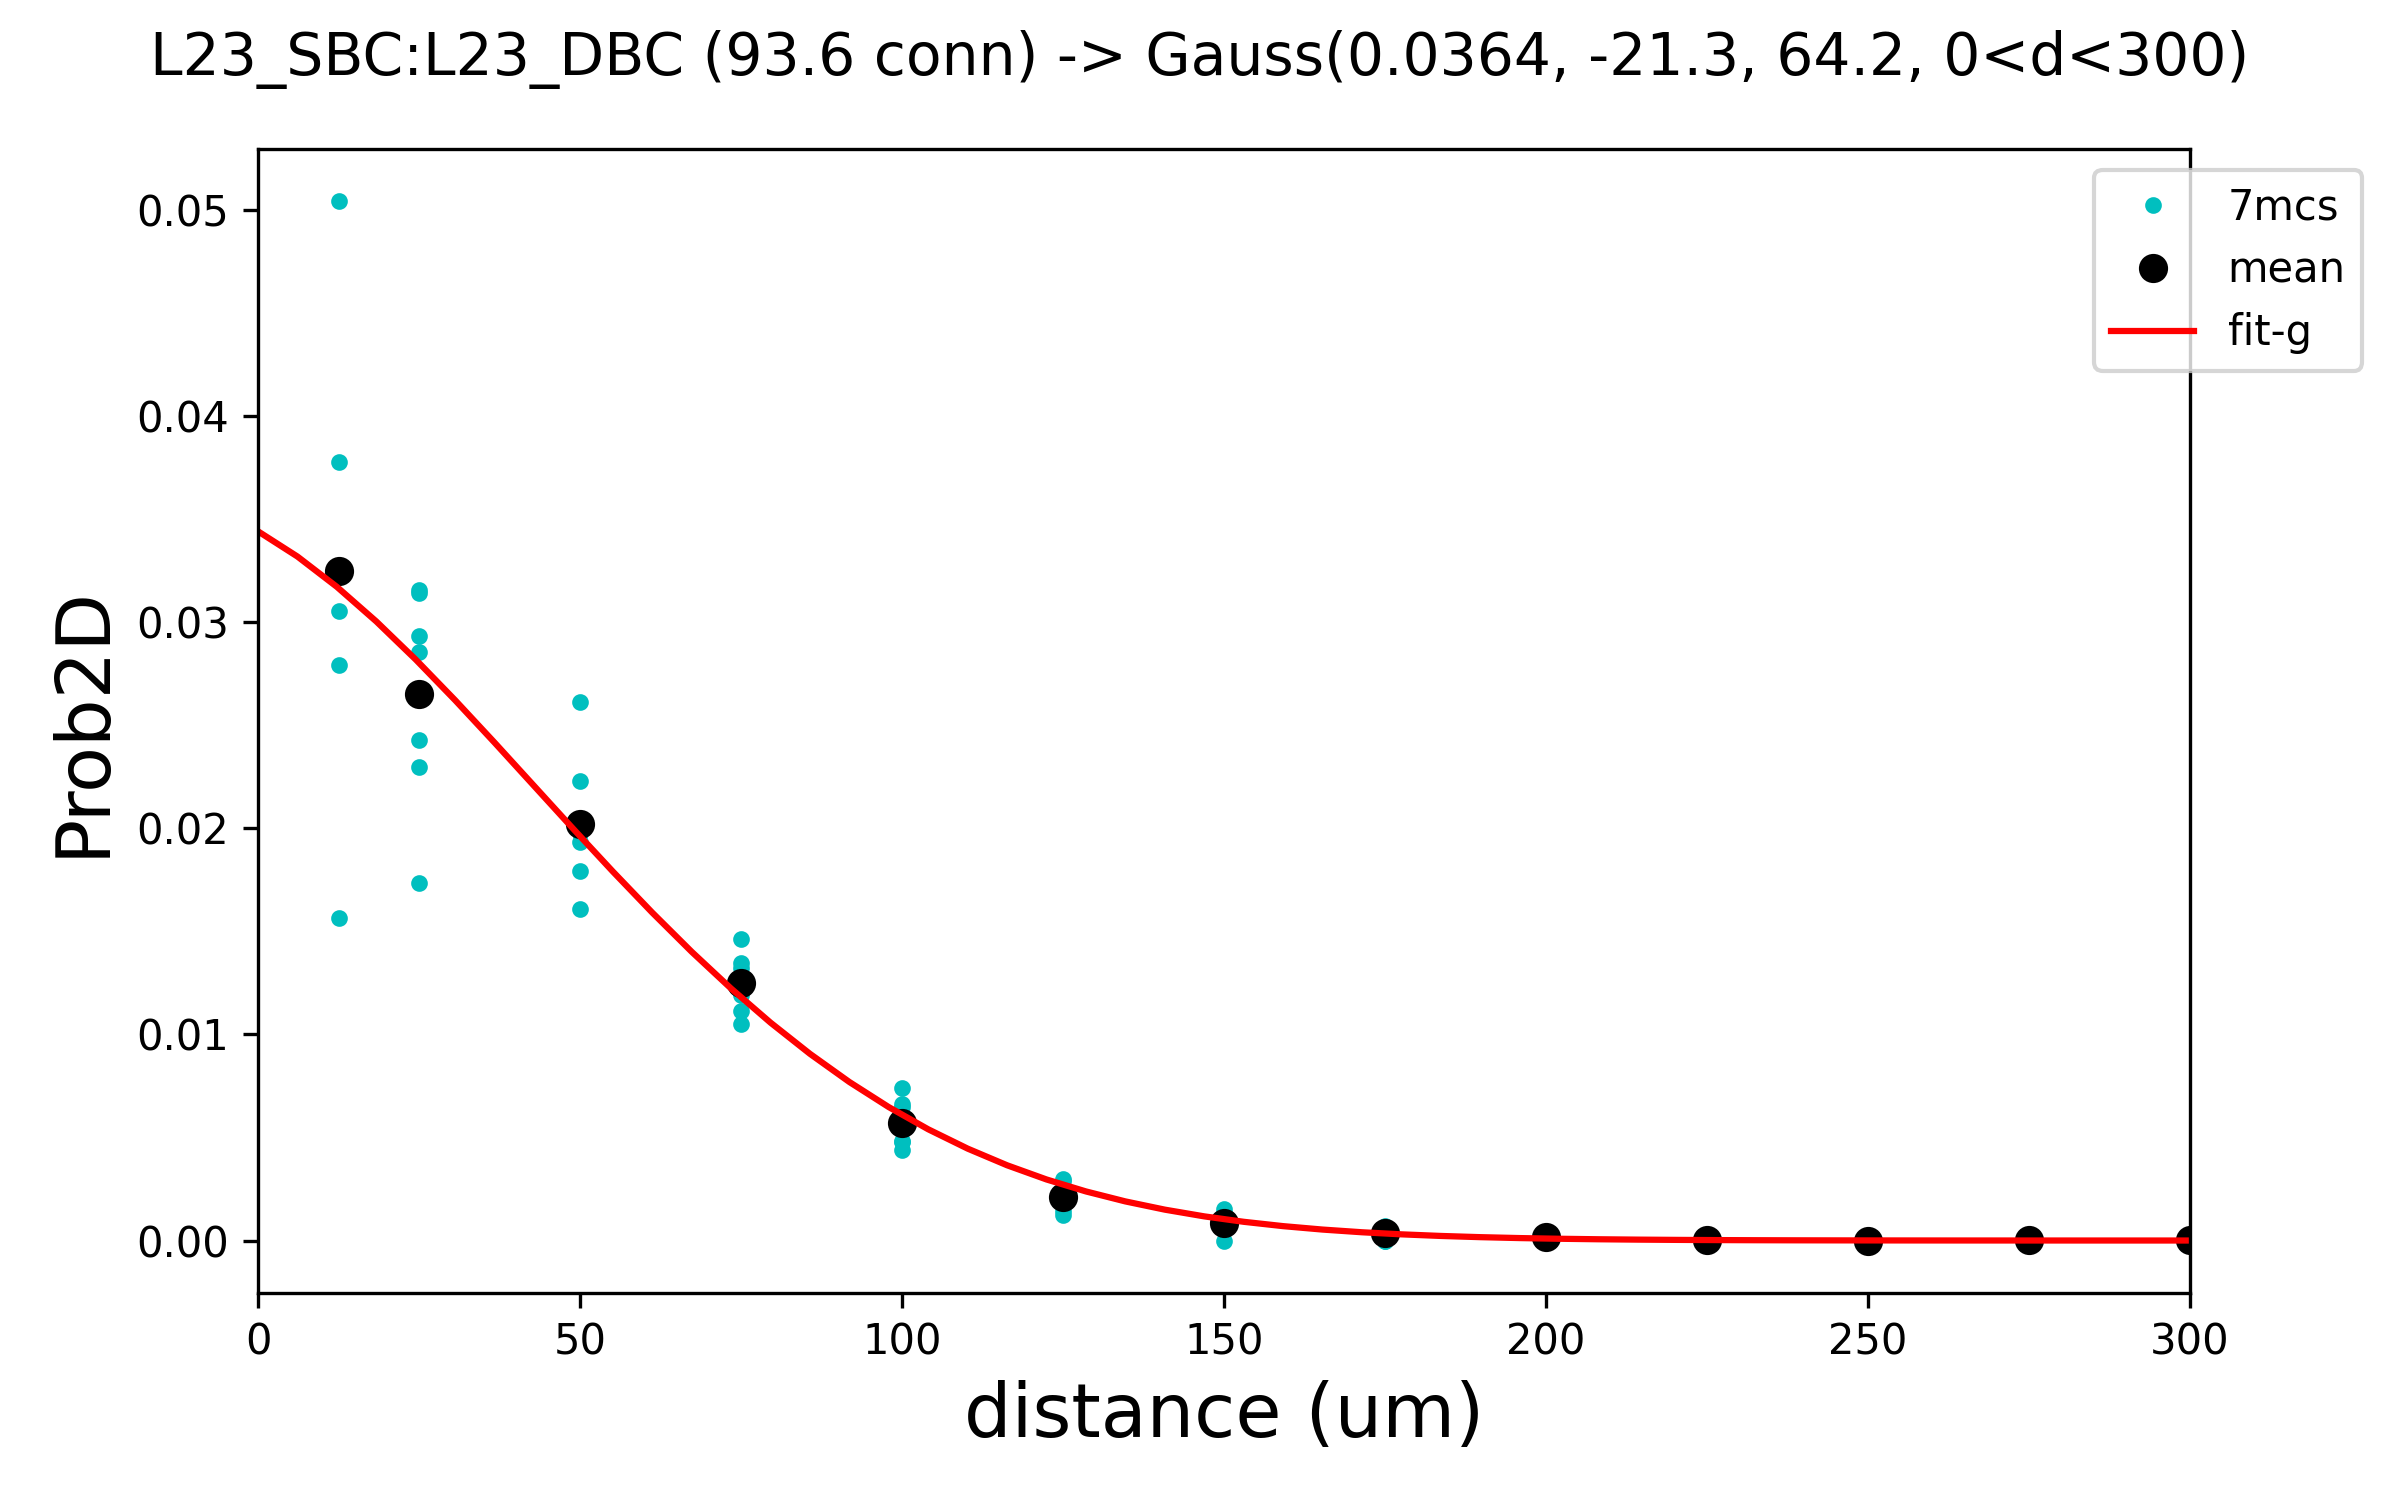 L23_SBC:L23_DBC (93.6 conn) -> Gauss(0.0364, -21.3, 64.2, 0<d<300)
7mcs
mean
fit-g
Prob2D
0.05
0.04
0.03
0.02
0.01
0.00
0 50 100 150 200 250 300
distance (um)